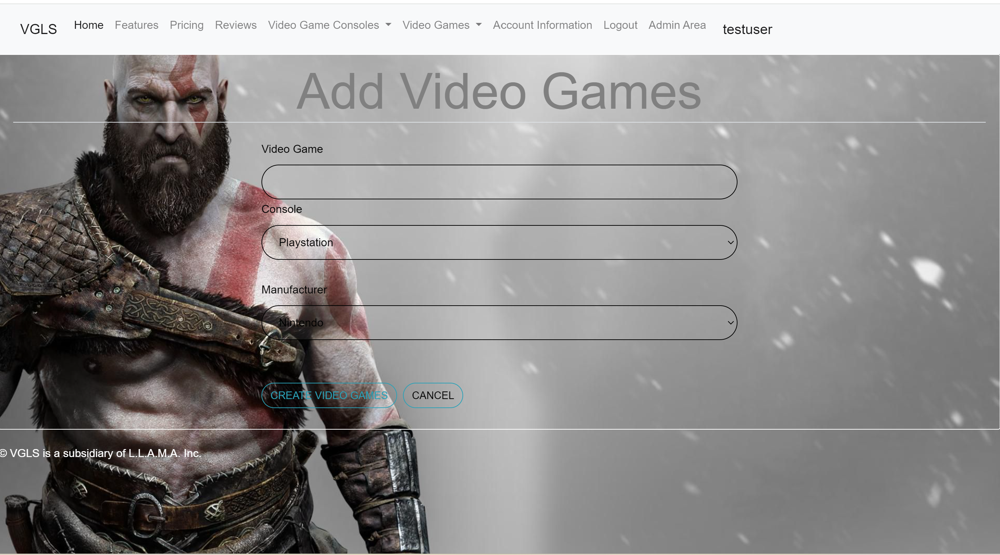 VGLS Home Features Pricing Reviews Video Game Consoles Video Games Account Information Logout Admin Area testuser
Add Video Games
Video Game
Console
Playstation
Manufacturer
Nintendo
CREATE VIDEO GAMES CANCEL
© VGLS is a subsidiary of L.L.A.M.A. Inc.